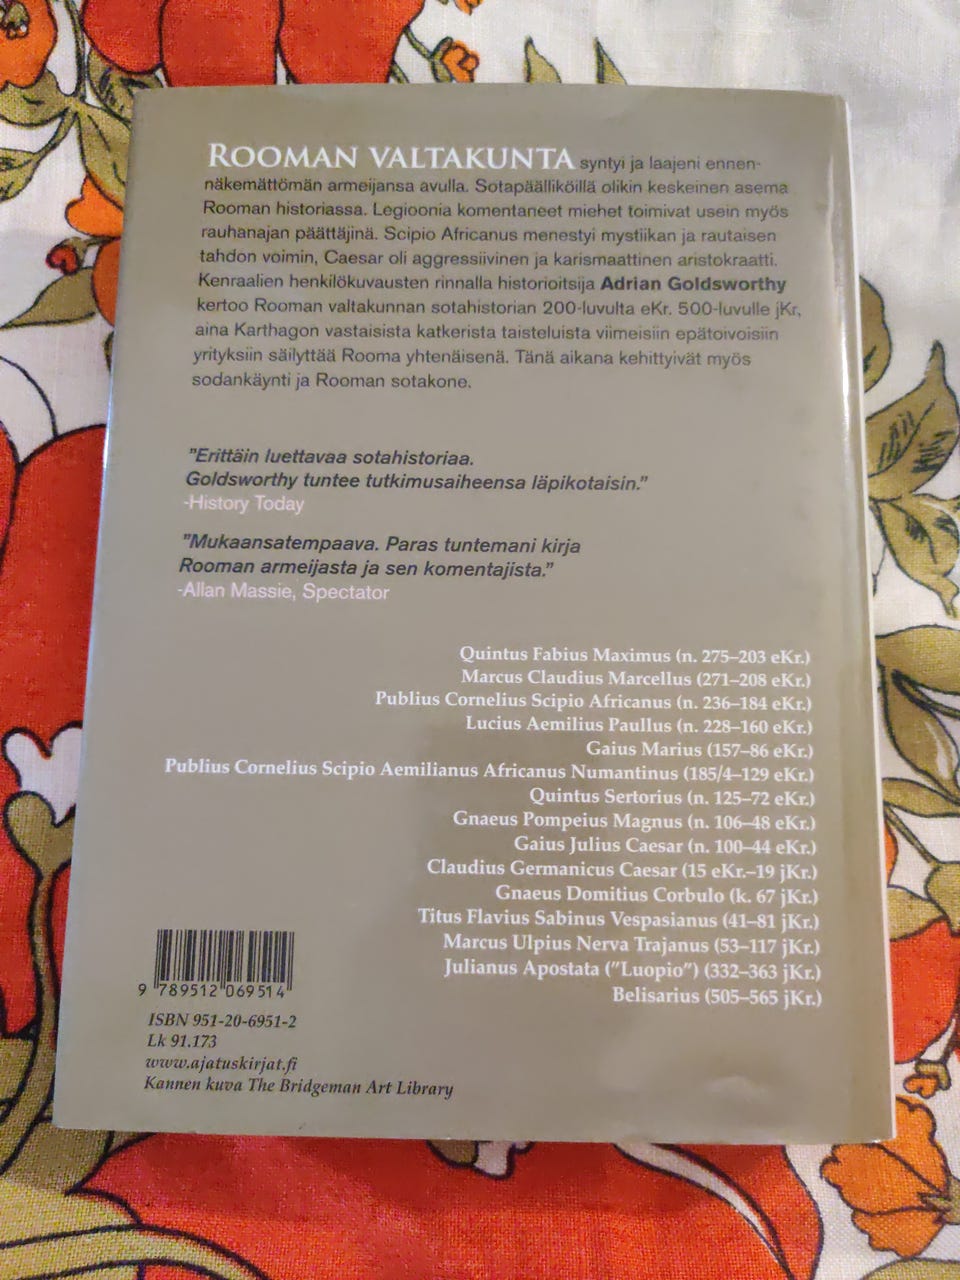 ROOMAN VALTAKUNTA syntyi ja laajeni ennen-
näkemättömän armeijansa avulla. Sotapäälliköillä olikin keskeinen asema
Rooman historiassa. Legioonia komentaneet miehet toimivat usein myös
rauhanajan päättäjinä. Scipio Africanus menestyi mystiikan ja rautaisen
tahdon voimin, Caesar oli aggressiivinen ja karismaattinen aristokraatti.
Kenraalien henkilökuvausten rinnalla historioitsija Adrian Goldsworthy
kertoo Rooman valtakunnan sotahistorian 200-luvulta eKr. 500-luvulle jKr,
aina Karthagon vastaisista katkerista taisteluista viimeisiin epätoivoisiin
yrityksiin säilyttää Rooma yhtenäisenä. Tänä aikana kehittyivät myös
sodankäynti ja Rooman sotakone.
"Erittäin luettavaa sotahistoriaa.
Goldsworthy tuntee tutkimusaiheensa läpikotaisin."
-History Today
"Mukaansatempaava. Paras tuntemani kirja
Rooman armeijasta ja sen komentajista."
-Allan Massie, Spectator
Quintus Fabius Maximus (n. 275–203 eKr.)
Marcus Claudius Marcellus (271–208 eKr.)
Publius Cornelius Scipio Africanus (n. 236–184 eKr.)
Lucius Aemilius Paullus (n. 228–160 eKr.)
Gaius Marius (157–86 eKr.)
Publius Cornelius Scipio Aemilianus Africanus Numantinus (185/4–129 eKr.)
Quintus Sertorius (n. 125–72 eKr.)
Gnaeus Pompeius Magnus (n. 106–48 eKr.)
Gaius Julius Caesar (n. 100–44 eKr.)
Claudius Germanicus Caesar (15 eKr.–19 jKr.)
Gnaeus Domitius Corbulo (k. 67 jKr.)
Titus Flavius Sabinus Vespasianus (41–81 jKr.)
Marcus Ulpius Nerva Trajanus (53–117 jKr.)
Julianus Apostata ("Luopio") (332–363 jKr.)
Belisarius (505–565 jKr.)
9 789512 069514
ISBN 951-20-6951-2
Lk 91.173
www.ajatuskirjat.fi
Kannen kuva The Bridgeman Art Library